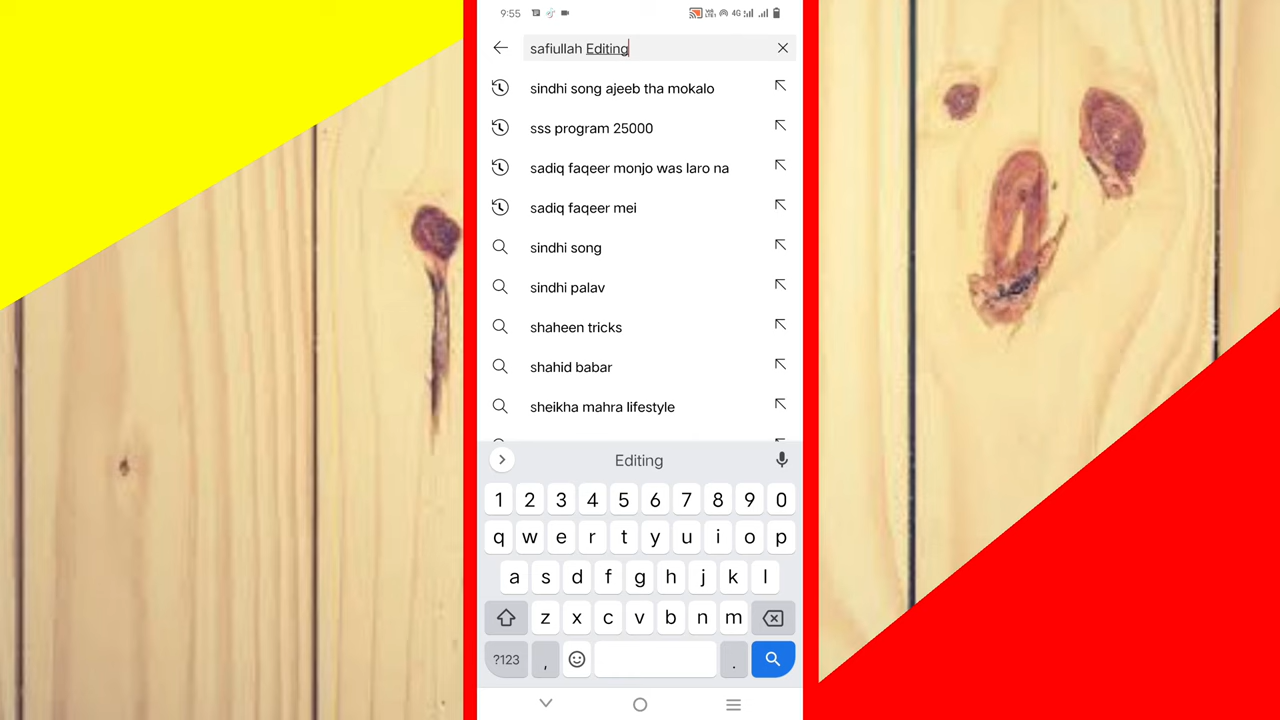 9:55 4G
safiullah Editing
sindhi song ajeeb tha mokalo
sss program 25000
sadiq faqeer monjo was laro na
sadiq faqeer mei
sindhi song
sindhi palav
shaheen tricks
shahid babar
sheikha mahra lifestyle
Editing
1 2 3 4 5 6 7 8 9 0
q w e r t y u i o p
a s d f g h j k l
z x c v b n m
?123 , .